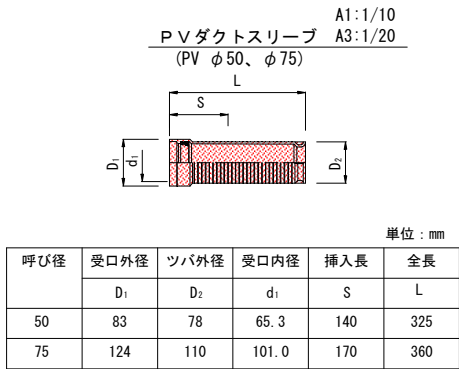 A1:1/10
PVダクトスリーブ A3:1/20
(PV φ50、φ75)
L
S
D₁
d₁
D₂
単位：mm
呼び径 受口外径 ツバ外径 受口内径 挿入長 全長
D₁ D₂ d₁ S L
50 83 78 65.3 140 325
75 124 110 101.0 170 360